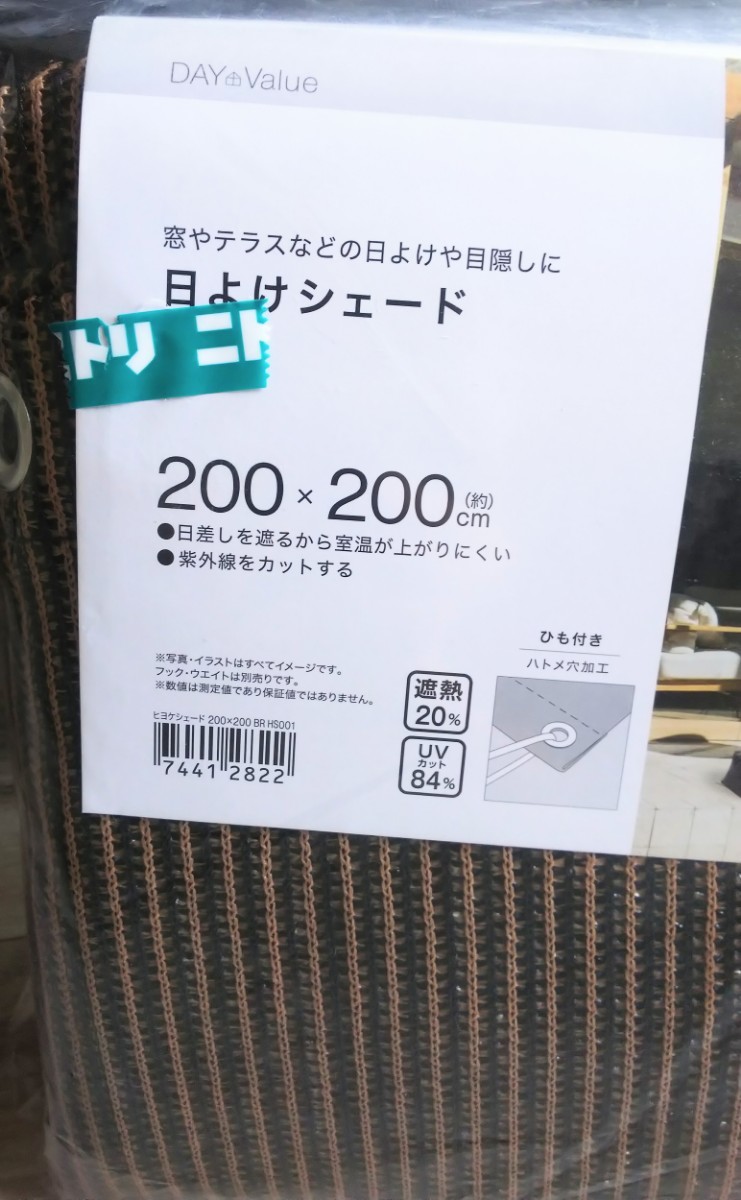 DAY Value
窓やテラスなどの日よけや目隠しに
日よけシェード
トリ ニト
200×200(約)cm
●日差しを遮るから室温が上がりにくい
●紫外線をカットする
ひも付き
ハトメ穴加工
※写真・イラストはすべてイメージです。
フック・ウエイトは別売りです。
※数値は測定値であり保証値ではありません。
遮熱
20%
UV
カット
84%
ヒヨケシェード 200×200 BR HS001
7441 2822